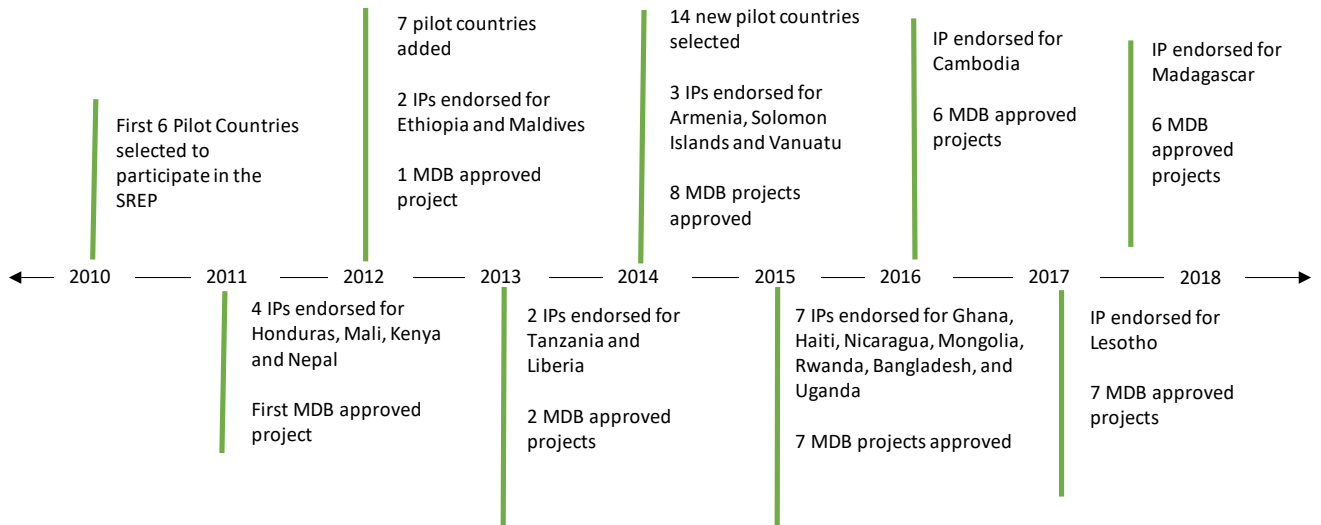 7 pilot countries
added
2 IPs endorsed for
Ethiopia and Maldives
1 MDB approved
project
14 new pilot countries
selected
3 IPs endorsed for
Armenia, Solomon
Islands and Vanuatu
8 MDB projects
approved
IP endorsed for
Cambodia
6 MDB approved
projects
IP endorsed for
Madagascar
6 MDB
approved
projects
First 6 Pilot Countries
selected to
participate in the
SREP
2010 2011 2012 2013 2014 2015 2016 2017 2018
4 IPs endorsed for
Honduras, Mali, Kenya
and Nepal
First MDB approved
project
2 IPs endorsed for
Tanzania and
Liberia
2 MDB approved
projects
7 IPs endorsed for Ghana,
Haiti, Nicaragua, Mongolia,
Rwanda, Bangladesh, and
Uganda
7 MDB projects approved
IP endorsed for
Lesotho
7 MDB approved
projects